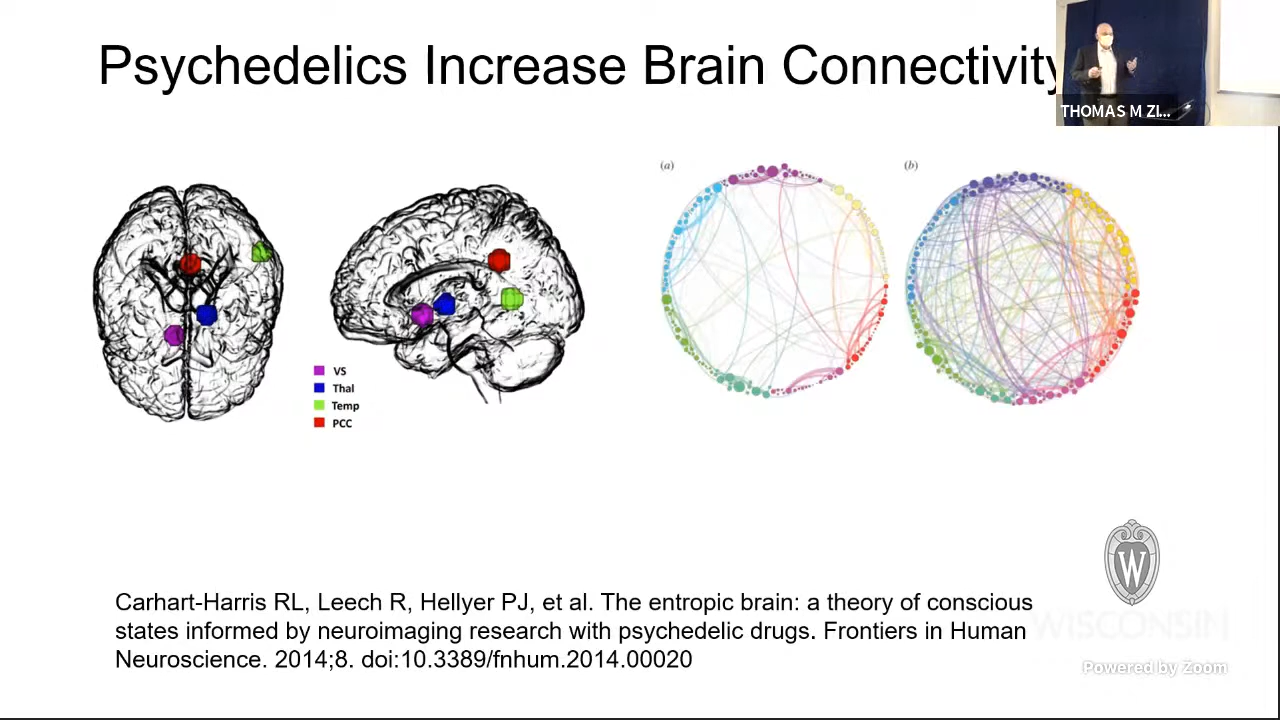 Psychedelics Increase Brain Connectivity
THOMAS M ZI...
(a)
(b)
VS
Thal
Temp
PCC
W
Carhart-Harris RL, Leech R, Hellyer PJ, et al. The entropic brain: a theory of conscious
states informed by neuroimaging research with psychedelic drugs. Frontiers in Human
Neuroscience. 2014;8. doi:10.3389/fnhum.2014.00020
WISCONSIN
Powered by Zoom